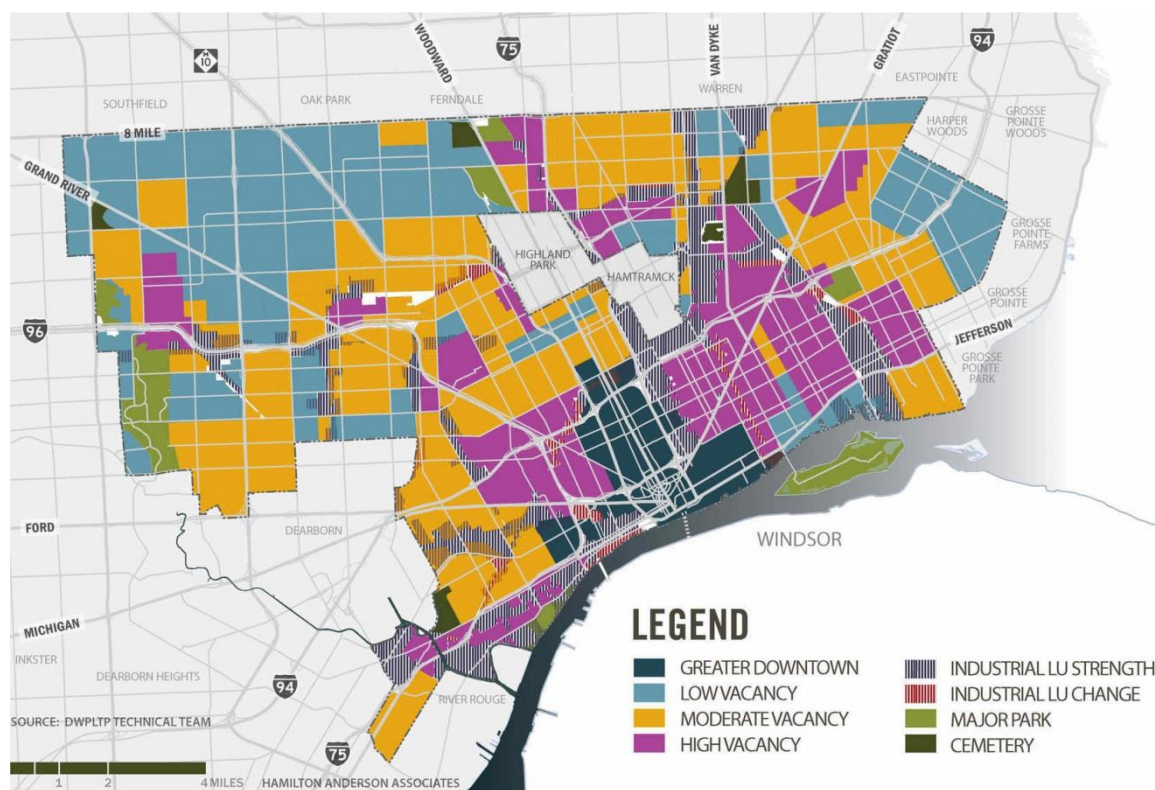 M
10
WOODWARD
75
VAN DYKE
GRATIOT
94
SOUTHFIELD
OAK PARK
FERNDALE
WARREN
EASTPOINTE
8 MILE
HARPER
WOODS
GROSSE
POINTE
WOODS
GRAND RIVER
HIGHLAND
PARK
HAMTRAMCK
GROSSE
POINTE
FARMS
GROSSE
POINTE
96
JEFFERSON
GROSSE
POINTE
PARK
FORD
DEARBORN
WINDSOR
MICHIGAN
INKSTER
DEARBORN HEIGHTS
94
RIVER ROUGE
75
SOURCE: DWPLTP TECHNICAL TEAM
1
2
4 MILES
HAMILTON ANDERSON ASSOCIATES
LEGEND
GREATER DOWNTOWN
LOW VACANCY
MODERATE VACANCY
HIGH VACANCY
INDUSTRIAL LU STRENGTH
INDUSTRIAL LU CHANGE
MAJOR PARK
CEMETERY